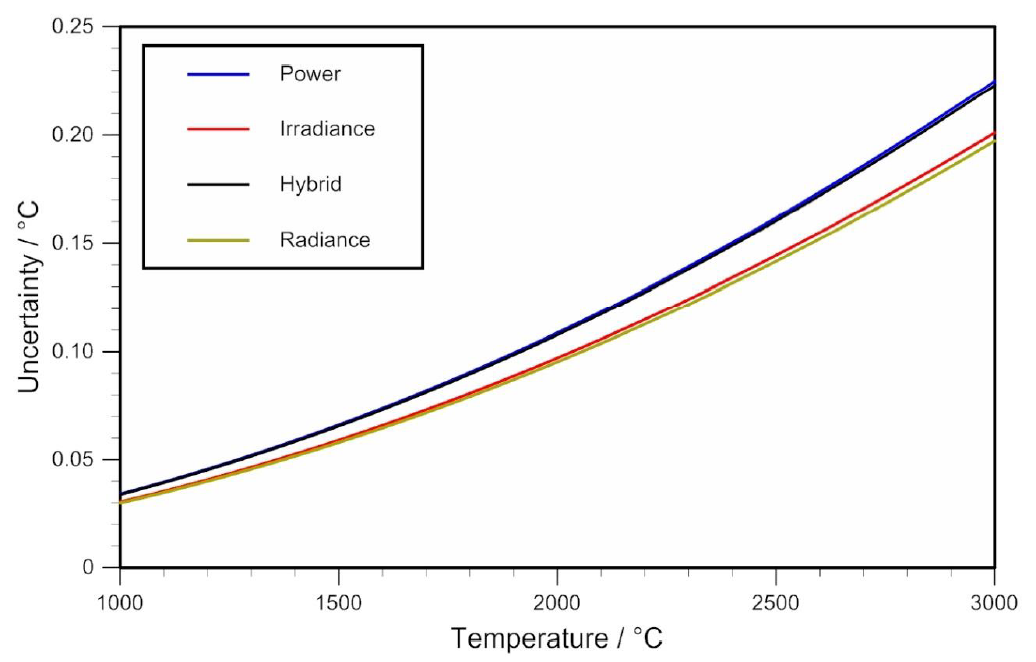 0.25
0.20
0.15
0.10
0.05
0
Uncertainty / °C
Power
Irradiance
Hybrid
Radiance
1000 1500 2000 2500 3000
Temperature / °C